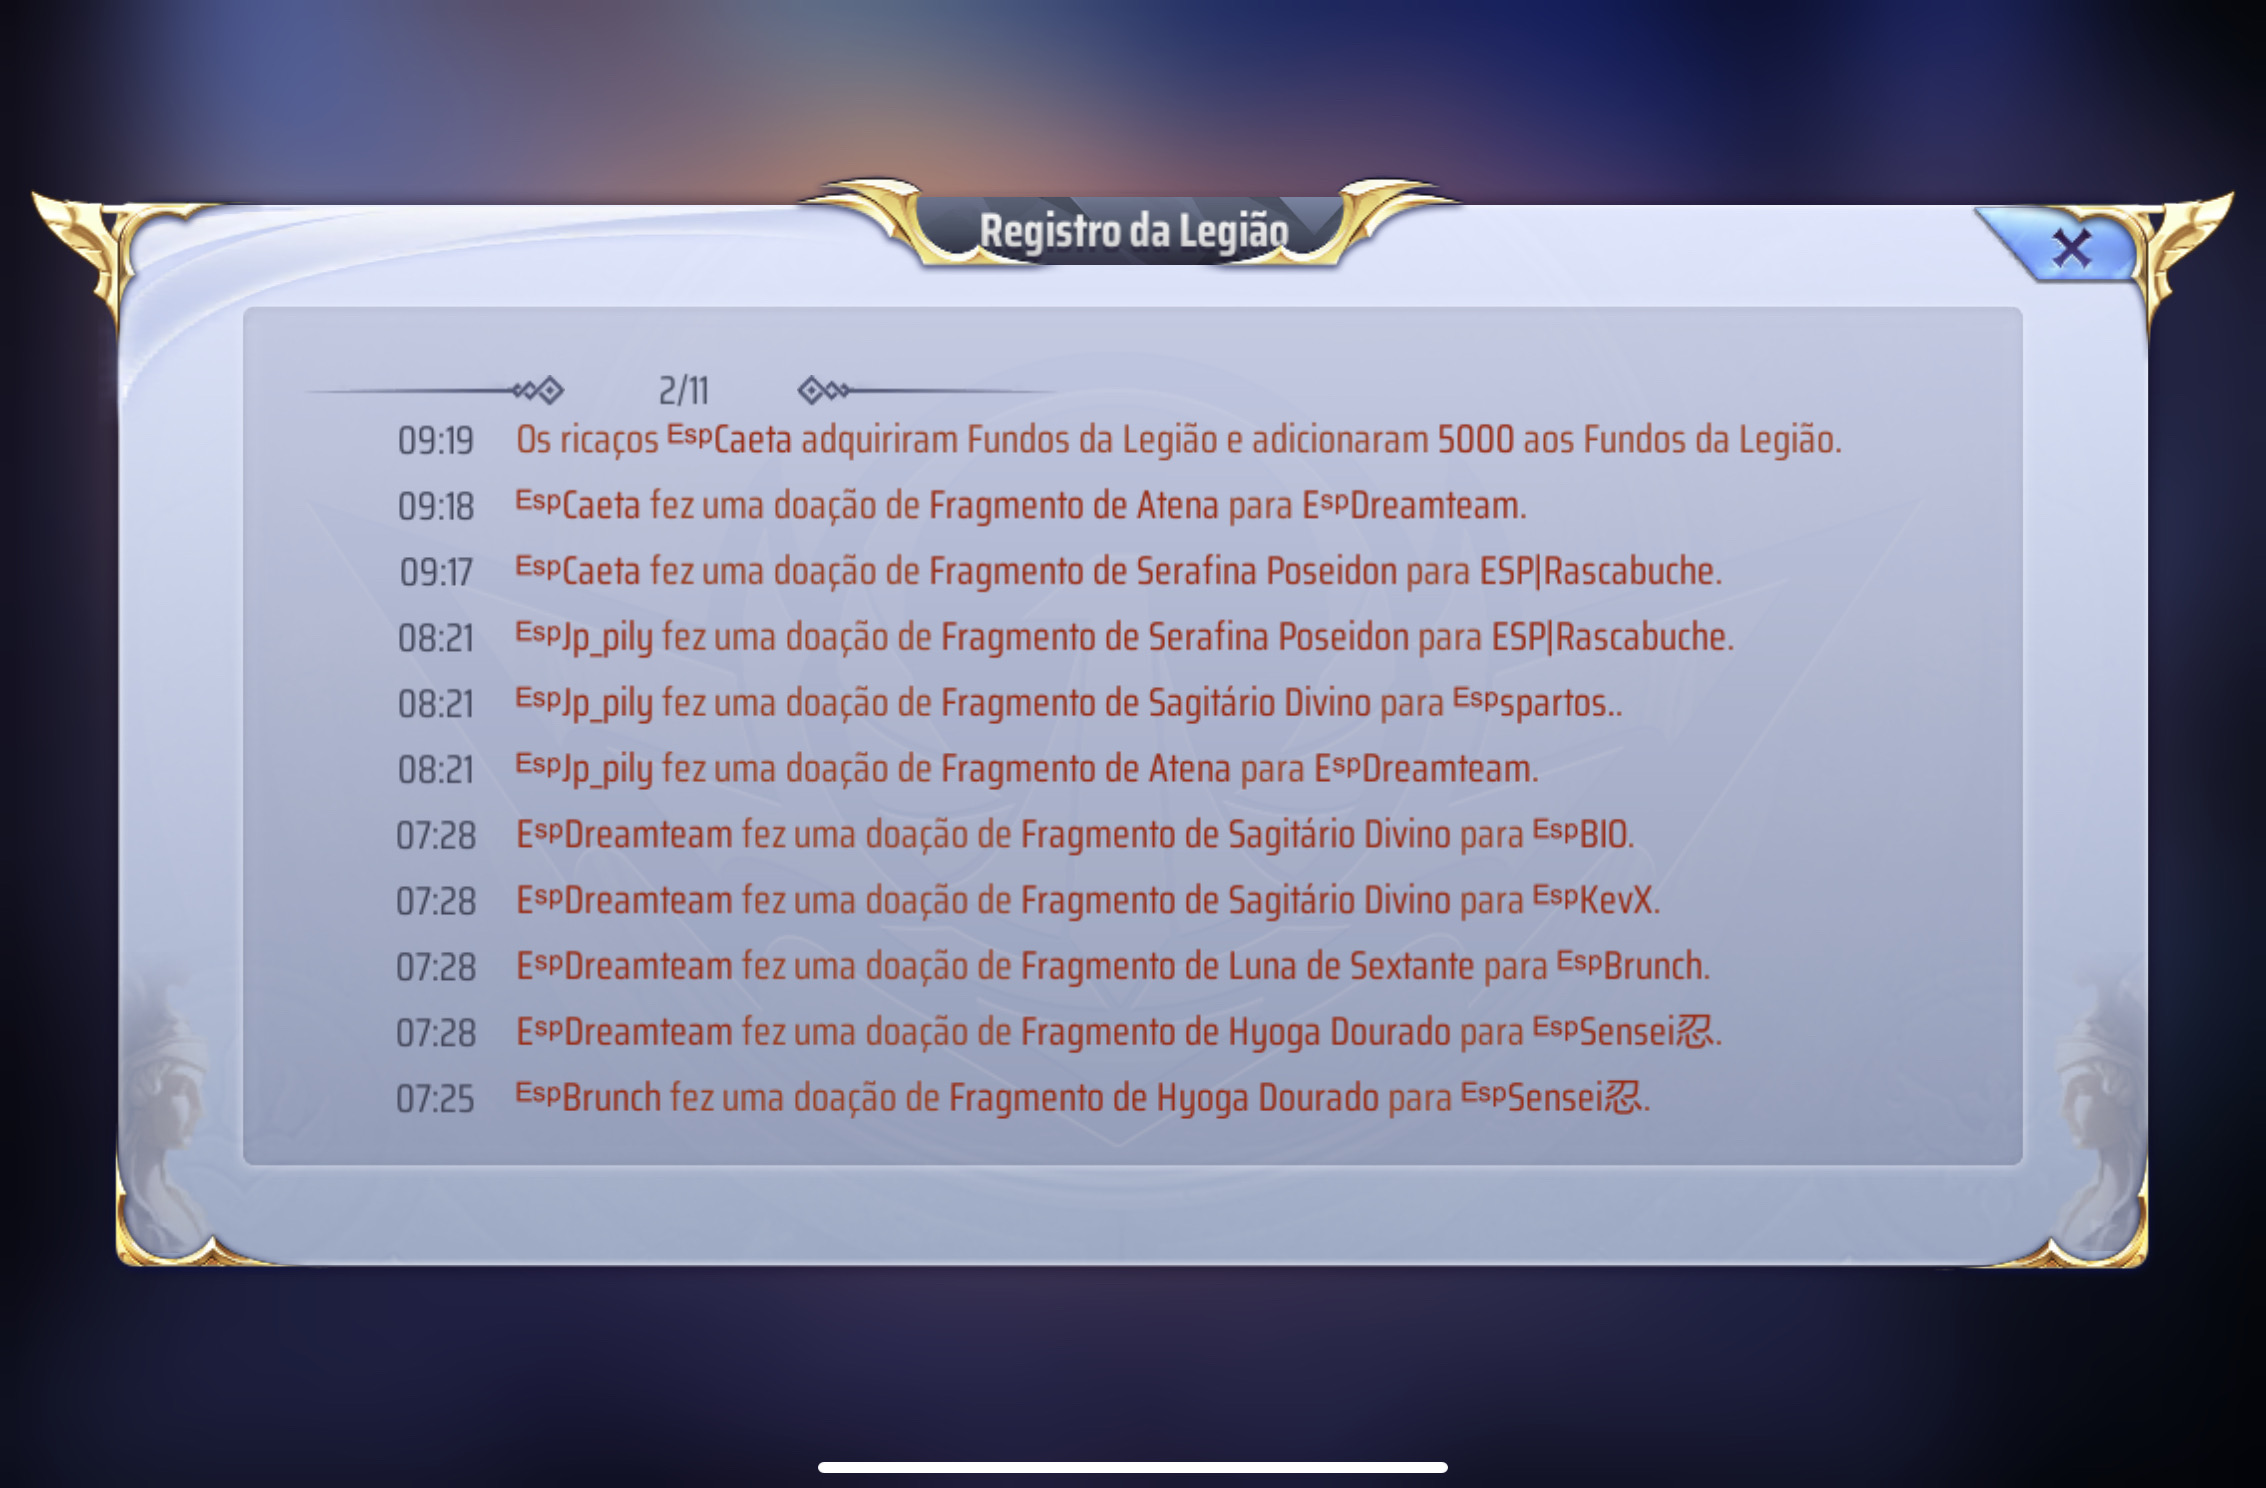 Registro da Legião
2/11
09:19 Os ricaços ᴱˢᵖCaeta adquiriram Fundos da Legião e adicionaram 5000 aos Fundos da Legião.
09:18 ᴱˢᵖCaeta fez uma doação de Fragmento de Atena para EˢᵖDreamteam.
09:17 ᴱˢᵖCaeta fez uma doação de Fragmento de Serafina Poseidon para ESP|Rascabuche.
08:21 ᴱˢᵖJp_pily fez uma doação de Fragmento de Serafina Poseidon para ESP|Rascabuche.
08:21 ᴱˢᵖJp_pily fez uma doação de Fragmento de Sagitário Divino para ᴱˢᵖspartos..
08:21 ᴱˢᵖJp_pily fez uma doação de Fragmento de Atena para EˢᵖDreamteam.
07:28 EˢᵖDreamteam fez uma doação de Fragmento de Sagitário Divino para ᴱˢᵖBIO.
07:28 EˢᵖDreamteam fez uma doação de Fragmento de Sagitário Divino para ᴱˢᵖKevX.
07:28 EˢᵖDreamteam fez uma doação de Fragmento de Luna de Sextante para ᴱˢᵖBrunch.
07:28 EˢᵖDreamteam fez uma doação de Fragmento de Hyoga Dourado para ᴱˢᵖSensei忍.
07:25 ᴱˢᵖBrunch fez uma doação de Fragmento de Hyoga Dourado para ᴱˢᵖSensei忍.